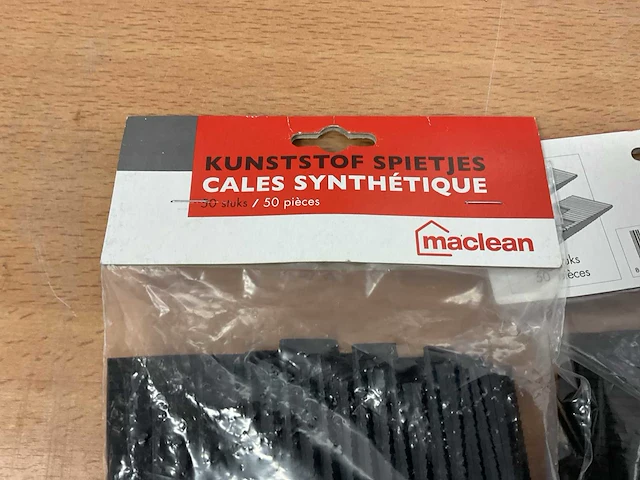 KUNSTSTOF SPIETJES
CALES SYNTHÉTIQUE
50 stuks / 50 pièces
maclean